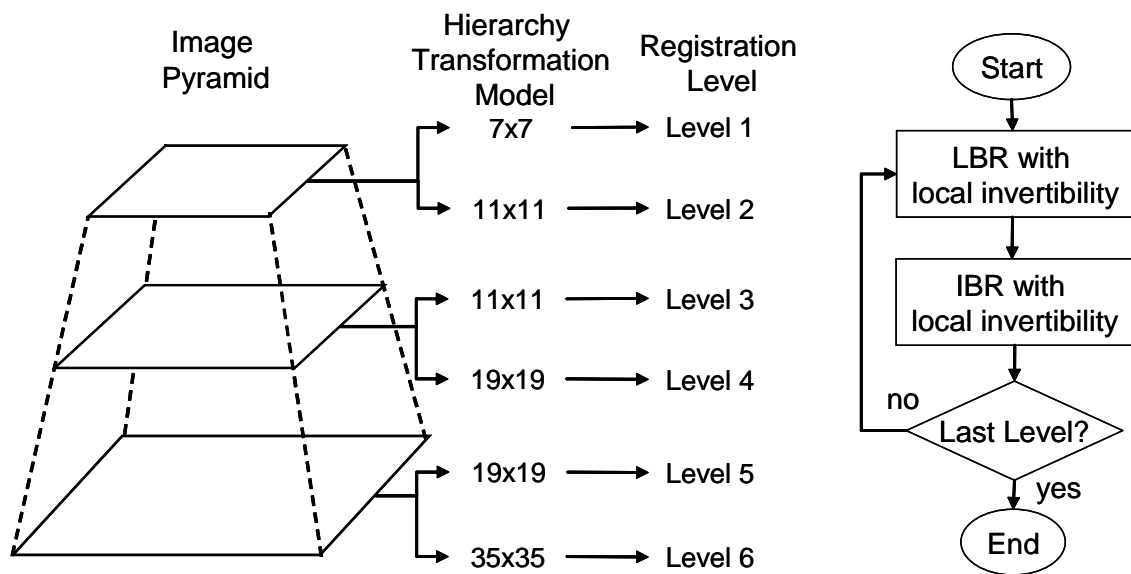 Image
Pyramid
Hierarchy
Transformation
Model
Registration
Level
7x7
Level 1
11x11
Level 2
11x11
Level 3
19x19
Level 4
19x19
Level 5
35x35
Level 6
Start
LBR with
local invertibility
IBR with
local invertibility
no
Last Level?
yes
End